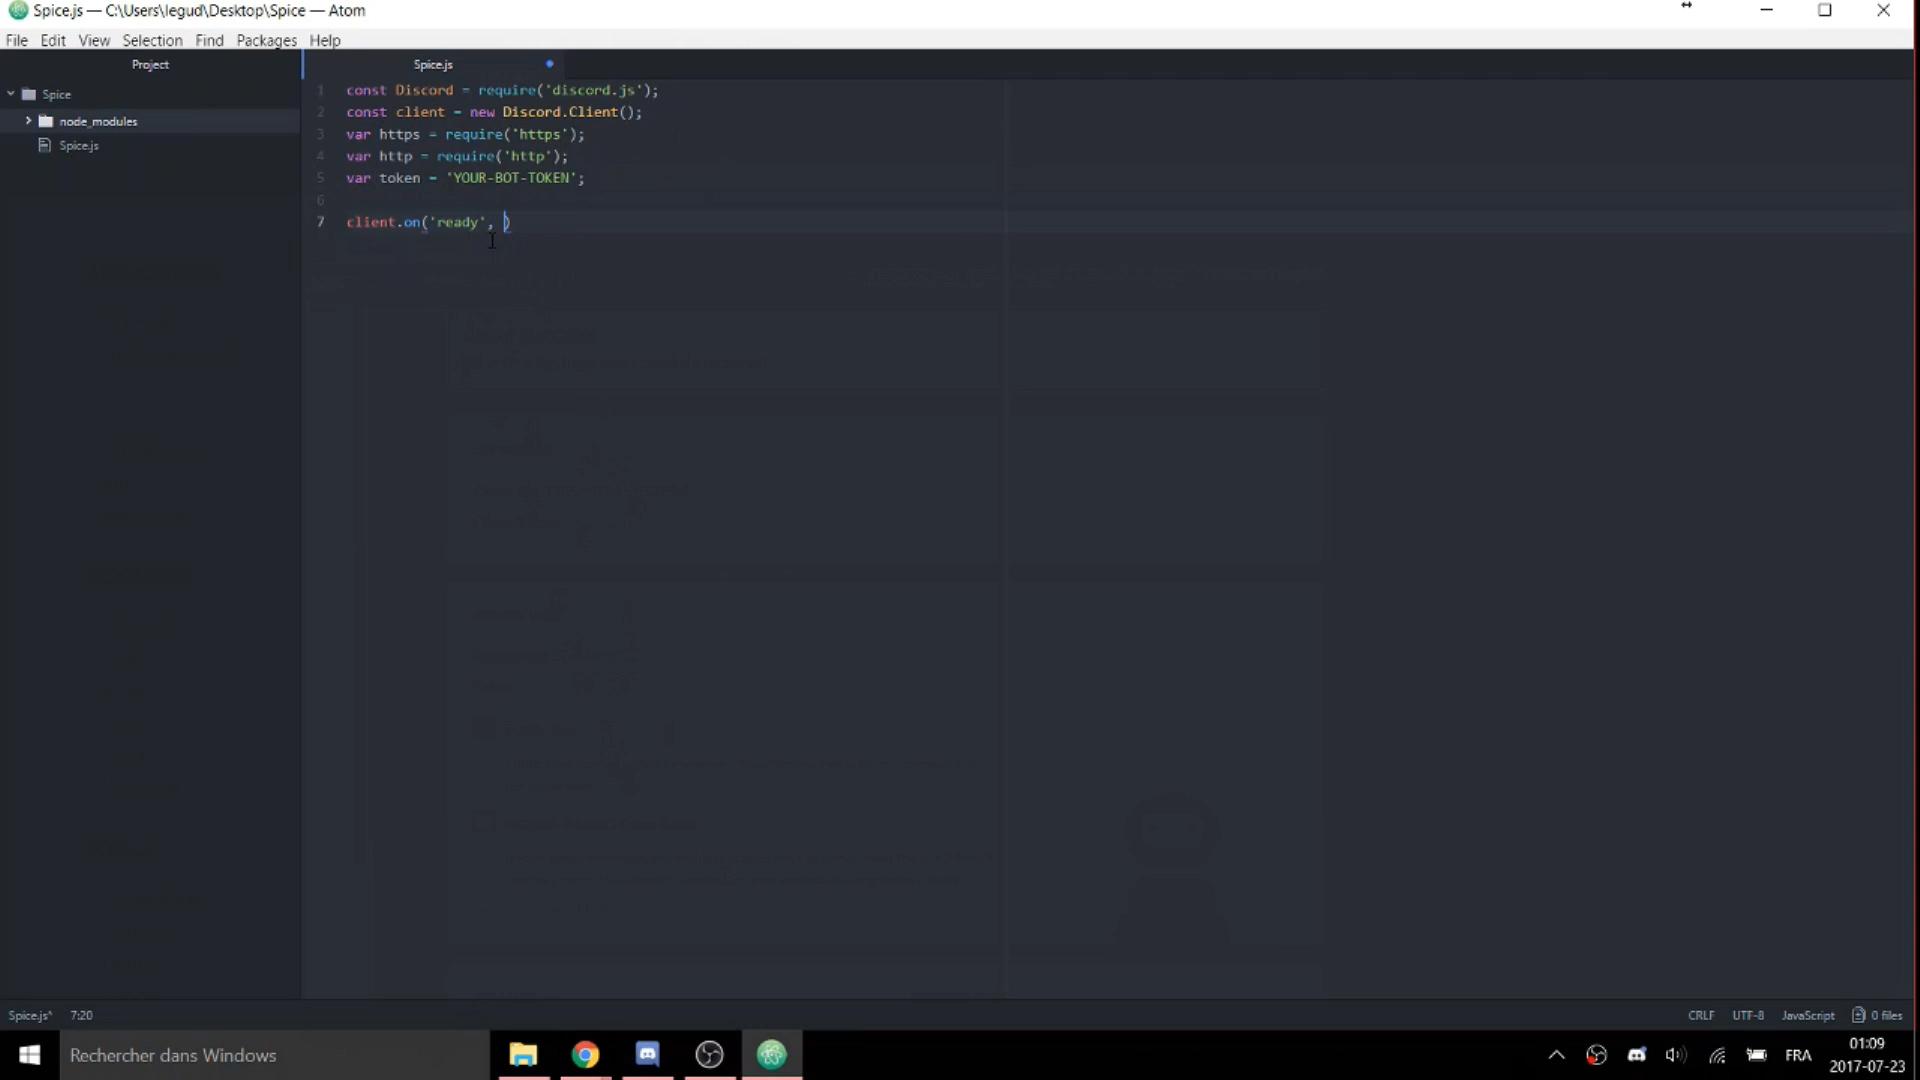 Spice.js — C:\Users\legud\Desktop\Spice — Atom
File Edit View Selection Find Packages Help
Project
Spice.js
Spice
node_modules
Spice.js
1 const Discord = require('discord.js');
2 const client = new Discord.Client();
3 var https = require('https');
4 var http = require('http');
5 var token = 'YOUR-BOT-TOKEN';
6
7 client.on('ready', )
Spice.js* 7:20
CRLF UTF-8 JavaScript 0 files
Rechercher dans Windows
FRA
01:09
2017-07-23